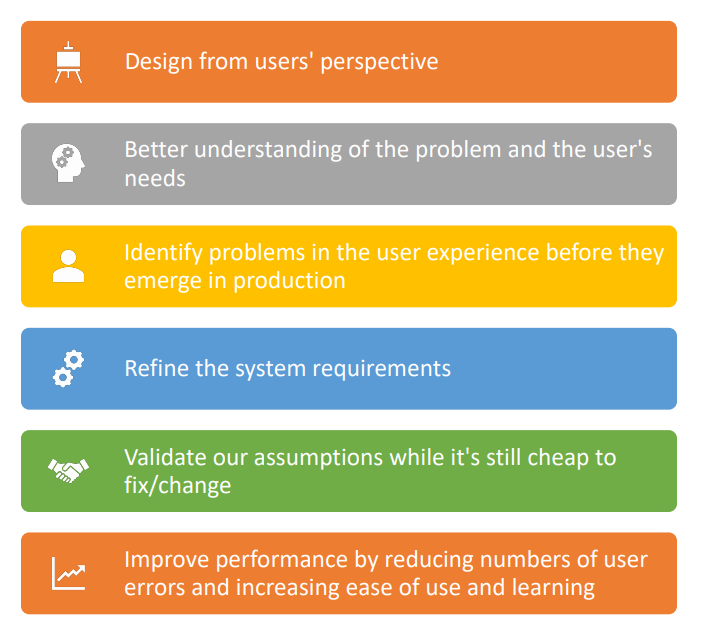 Design from users' perspective
Better understanding of the problem and the user's
needs
Identify problems in the user experience before they
emerge in production
Refine the system requirements
Validate our assumptions while it's still cheap to
fix/change
Improve performance by reducing numbers of user
errors and increasing ease of use and learning